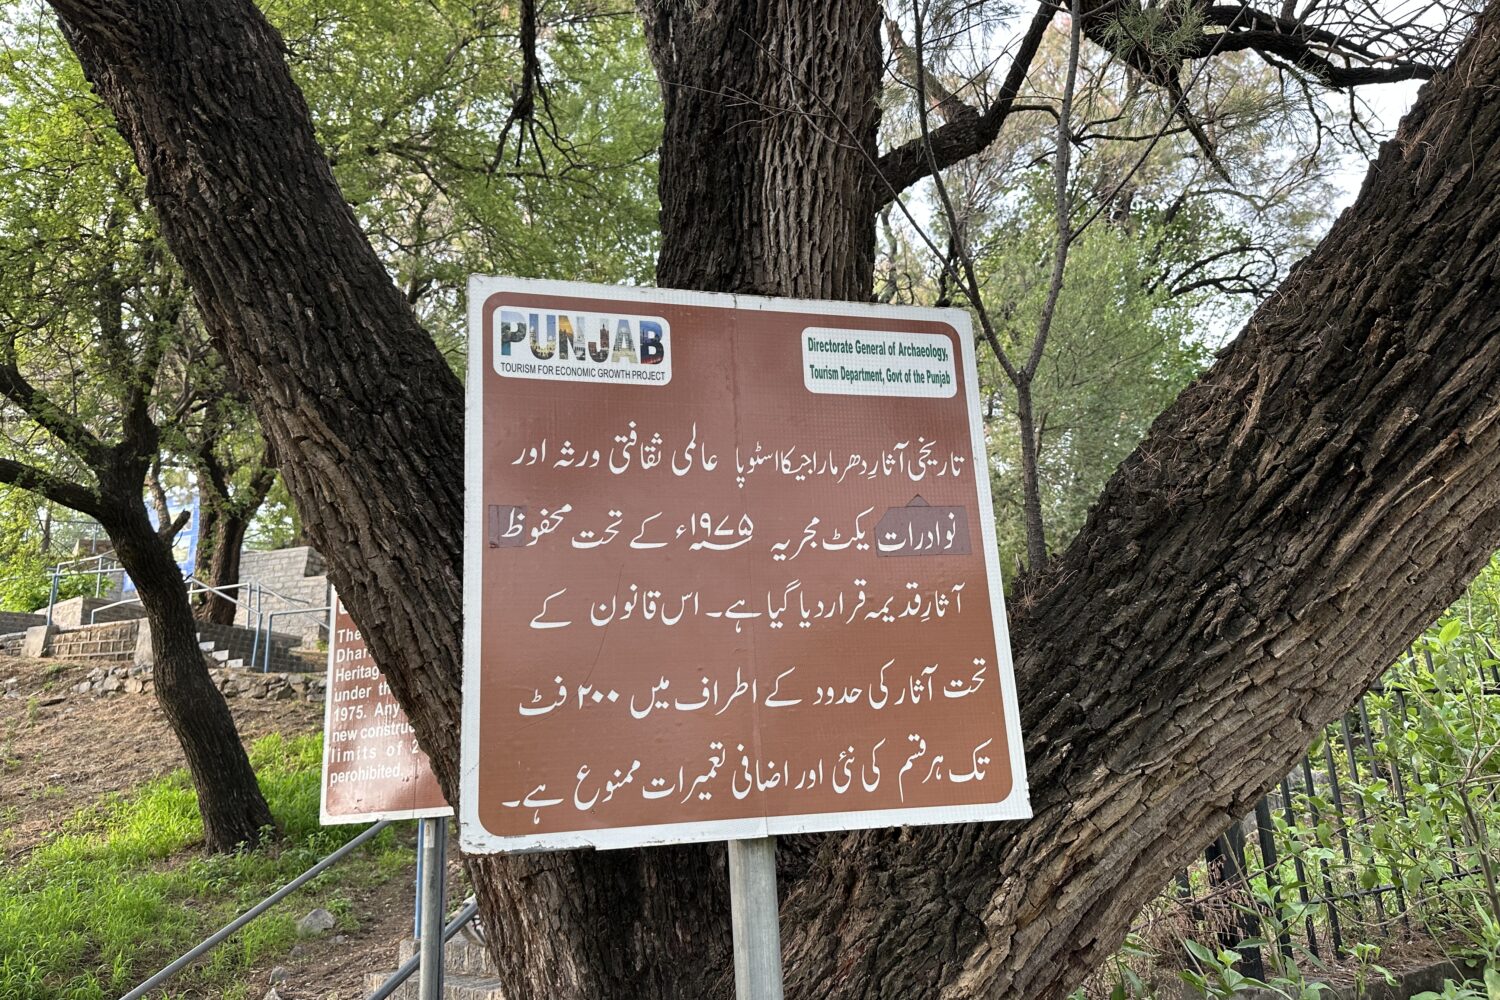 PUNJAB
TOURISM FOR ECONOMIC GROWTH PROJECT
Directorate General of Archaeology,
Tourism Department, Govt of the Punjab
تاریخی آثارِ دھرماراجیکا اسٹوپا عالمی ثقافتی ورثہ اور
نوادرات یکٹ مجریہ ۱۹۷۵ء کے تحت محفوظ
آثارِ قدیمہ قرار دیا گیا ہے۔ اس قانون کے
تحت آثار کی حدود کے اطراف میں ۲۰۰ فٹ
تک ہر قسم کی نئی اور اضافی تعمیرات ممنوع ہے۔
The
Dhar
Heritag
under th
1975. Any
new constru
limits of 2
perohibited.